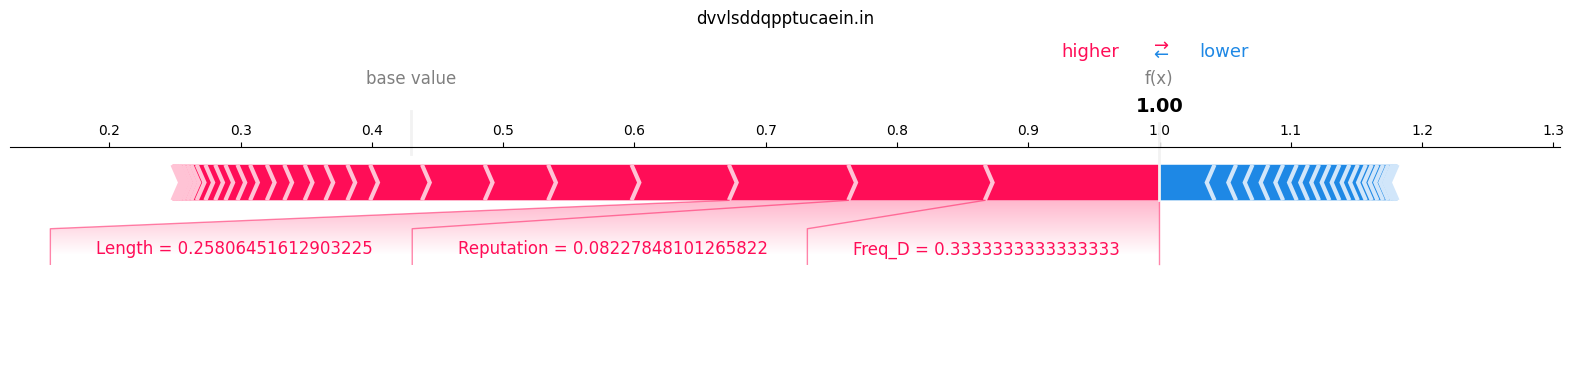 dvvlsddqpptucaein.in
higher → ← lower
base value f(x)
1.00
0.2 0.3 0.4 0.5 0.6 0.7 0.8 0.9 1.0 1.1 1.2 1.3
Length = 0.25806451612903225 Reputation = 0.08227848101265822 Freq_D = 0.3333333333333333